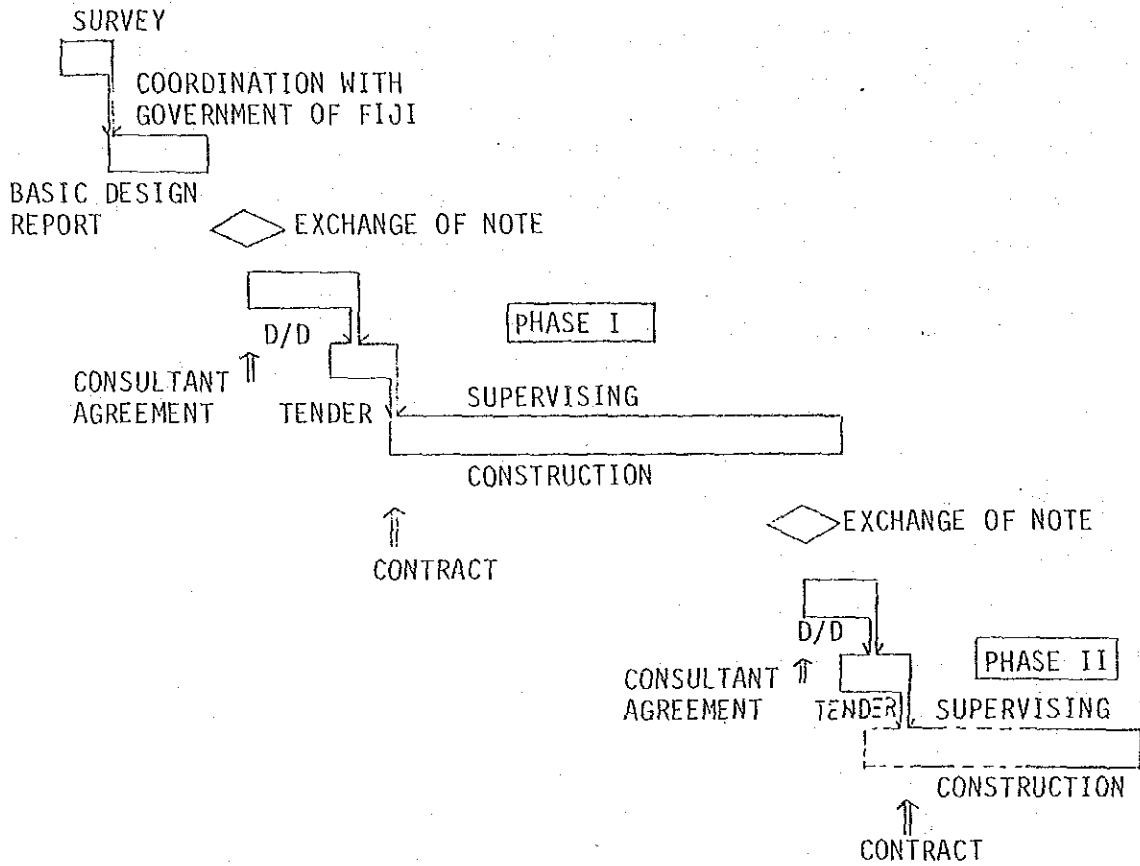 SURVEY
COORDINATION WITH
GOVERNMENT OF FIJI
BASIC DESIGN
REPORT
EXCHANGE OF NOTE
D/D
PHASE I
CONSULTANT
AGREEMENT
TENDER
SUPERVISING
CONSTRUCTION
EXCHANGE OF NOTE
CONTRACT
D/D
PHASE II
CONSULTANT
AGREEMENT
TENDER
SUPERVISING
CONSTRUCTION
CONTRACT